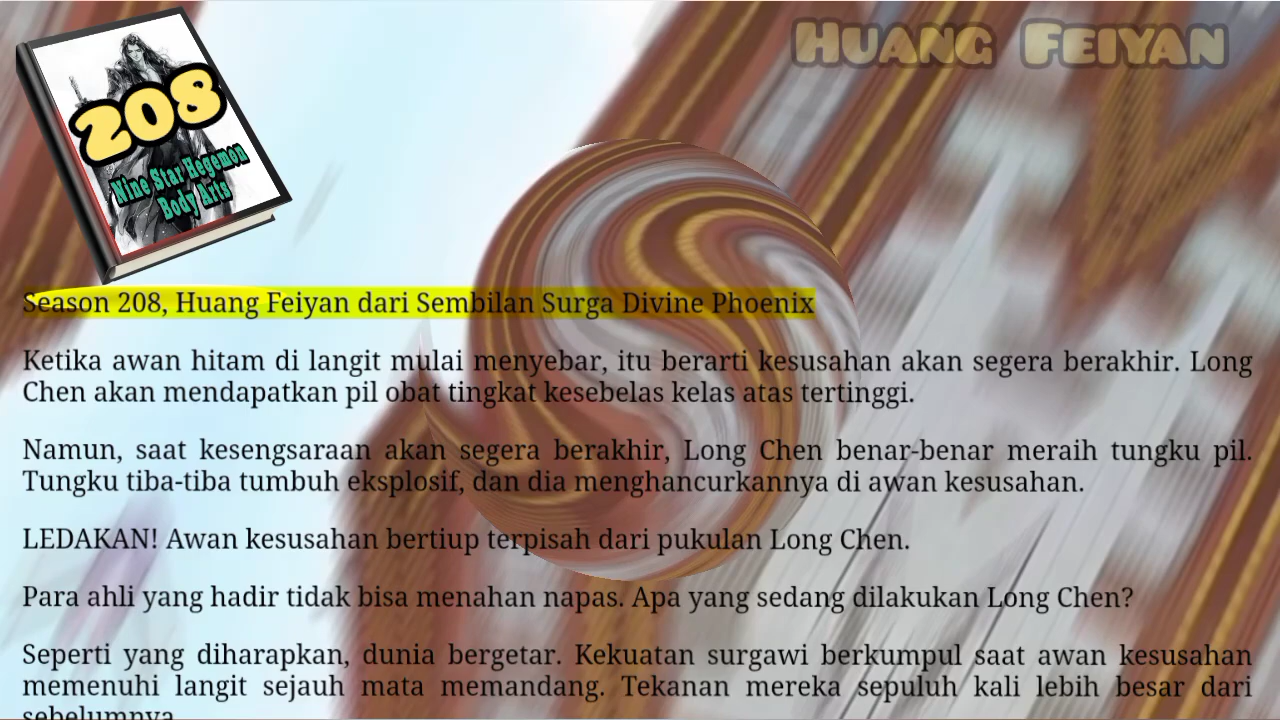 Huang Feiyan
208
Nine Star Hegemon
Body Arts
Season 208, Huang Feiyan dari Sembilan Surga Divine Phoenix
Ketika awan hitam di langit mulai menyebar, itu berarti kesusahan akan segera berakhir. Long
Chen akan mendapatkan pil obat tingkat kesebelas kelas atas tertinggi.
Namun, saat kesengsaraan akan segera berakhir, Long Chen benar-benar meraih tungku pil.
Tungku tiba-tiba tumbuh eksplosif, dan dia menghancurkannya di awan kesusahan.
LEDAKAN! Awan kesusahan bertiup terpisah dari pukulan Long Chen.
Para ahli yang hadir tidak bisa menahan napas. Apa yang sedang dilakukan Long Chen?
Seperti yang diharapkan, dunia bergetar. Kekuatan surgawi berkumpul saat awan kesusahan
memenuhi langit sejauh mata memandang. Tekanan mereka sepuluh kali lebih besar dari
sebelumnya